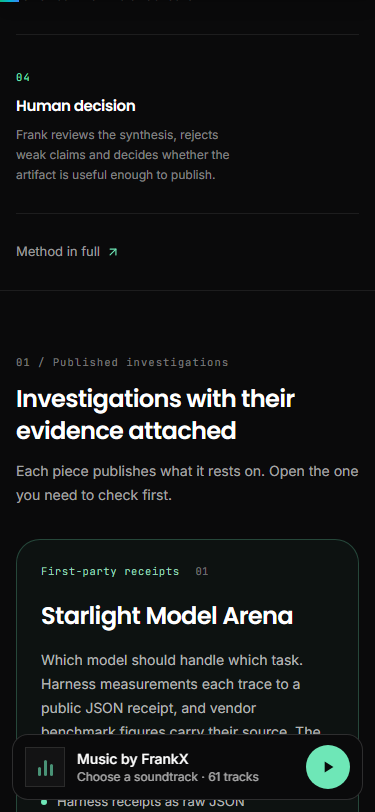 04
Human decision
Frank reviews the synthesis, rejects
weak claims and decides whether the
artifact is useful enough to publish.
Method in full
01 / Published investigations
Investigations with their
evidence attached
Each piece publishes what it rests on. Open the one
you need to check first.
First-party receipts 01
Starlight Model Arena
Which model should handle which task.
Harness measurements each trace to a
public JSON receipt, and vendor
benchmark figures carry their source. The
Music by FrankX
Choose a soundtrack · 61 tracks
Harness receipts as raw JSON